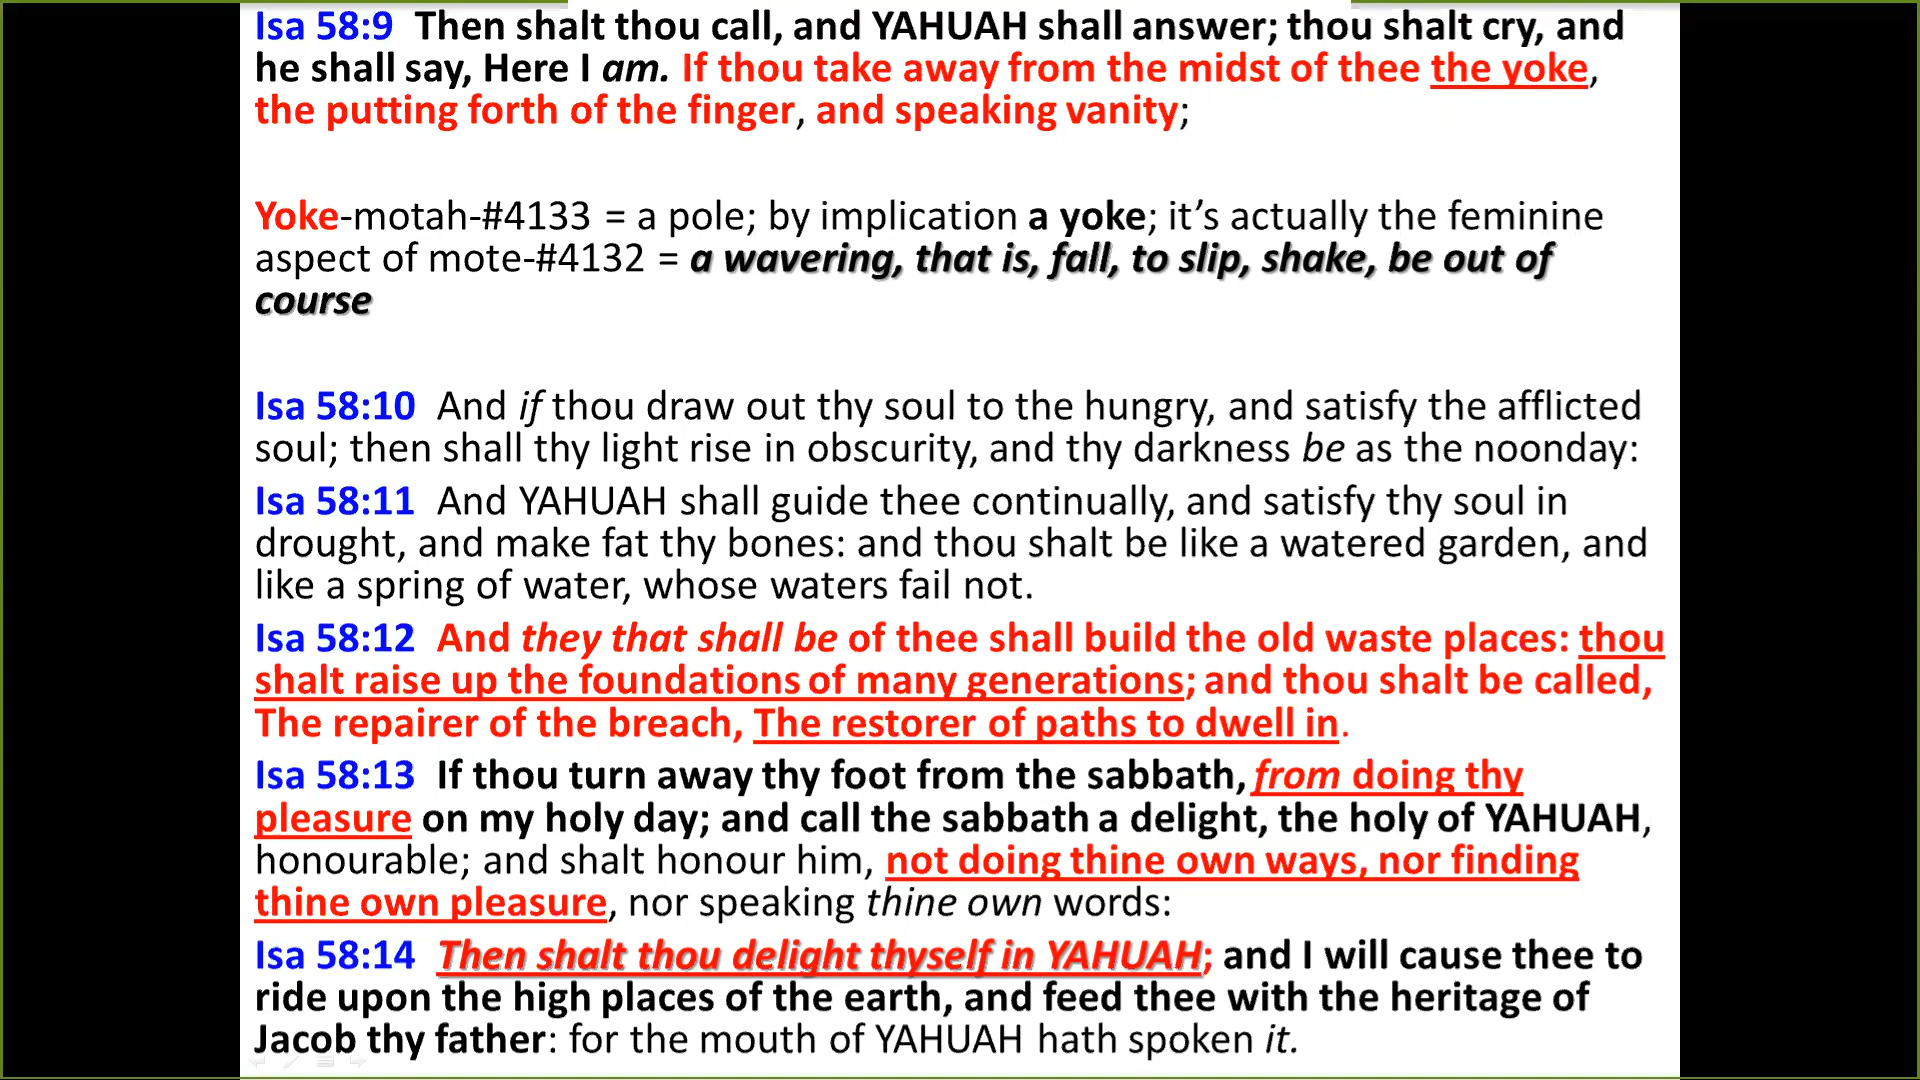 Isa 58:9  Then shalt thou call, and YAHUAH shall answer; thou shalt cry, and
he shall say, Here I am. If thou take away from the midst of thee the yoke,
the putting forth of the finger, and speaking vanity;
Yoke-motah-#4133 = a pole; by implication a yoke; it’s actually the feminine
aspect of mote-#4132 = a wavering, that is, fall, to slip, shake, be out of
course
Isa 58:10  And if thou draw out thy soul to the hungry, and satisfy the afflicted
soul; then shall thy light rise in obscurity, and thy darkness be as the noonday:
Isa 58:11  And YAHUAH shall guide thee continually, and satisfy thy soul in
drought, and make fat thy bones: and thou shalt be like a watered garden, and
like a spring of water, whose waters fail not.
Isa 58:12  And they that shall be of thee shall build the old waste places: thou
shalt raise up the foundations of many generations; and thou shalt be called,
The repairer of the breach, The restorer of paths to dwell in.
Isa 58:13  If thou turn away thy foot from the sabbath, from doing thy
pleasure on my holy day; and call the sabbath a delight, the holy of YAHUAH,
honourable; and shalt honour him, not doing thine own ways, nor finding
thine own pleasure, nor speaking thine own words:
Isa 58:14  Then shalt thou delight thyself in YAHUAH; and I will cause thee to
ride upon the high places of the earth, and feed thee with the heritage of
Jacob thy father: for the mouth of YAHUAH hath spoken it.